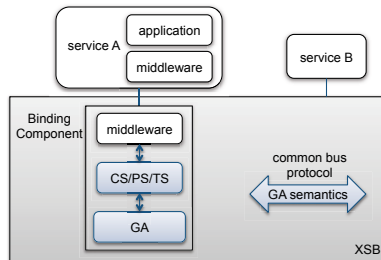 service A
application
middleware
service B
Binding
Component
middleware
CS/PS/TS
GA
common bus
protocol
GA semantics
XSB